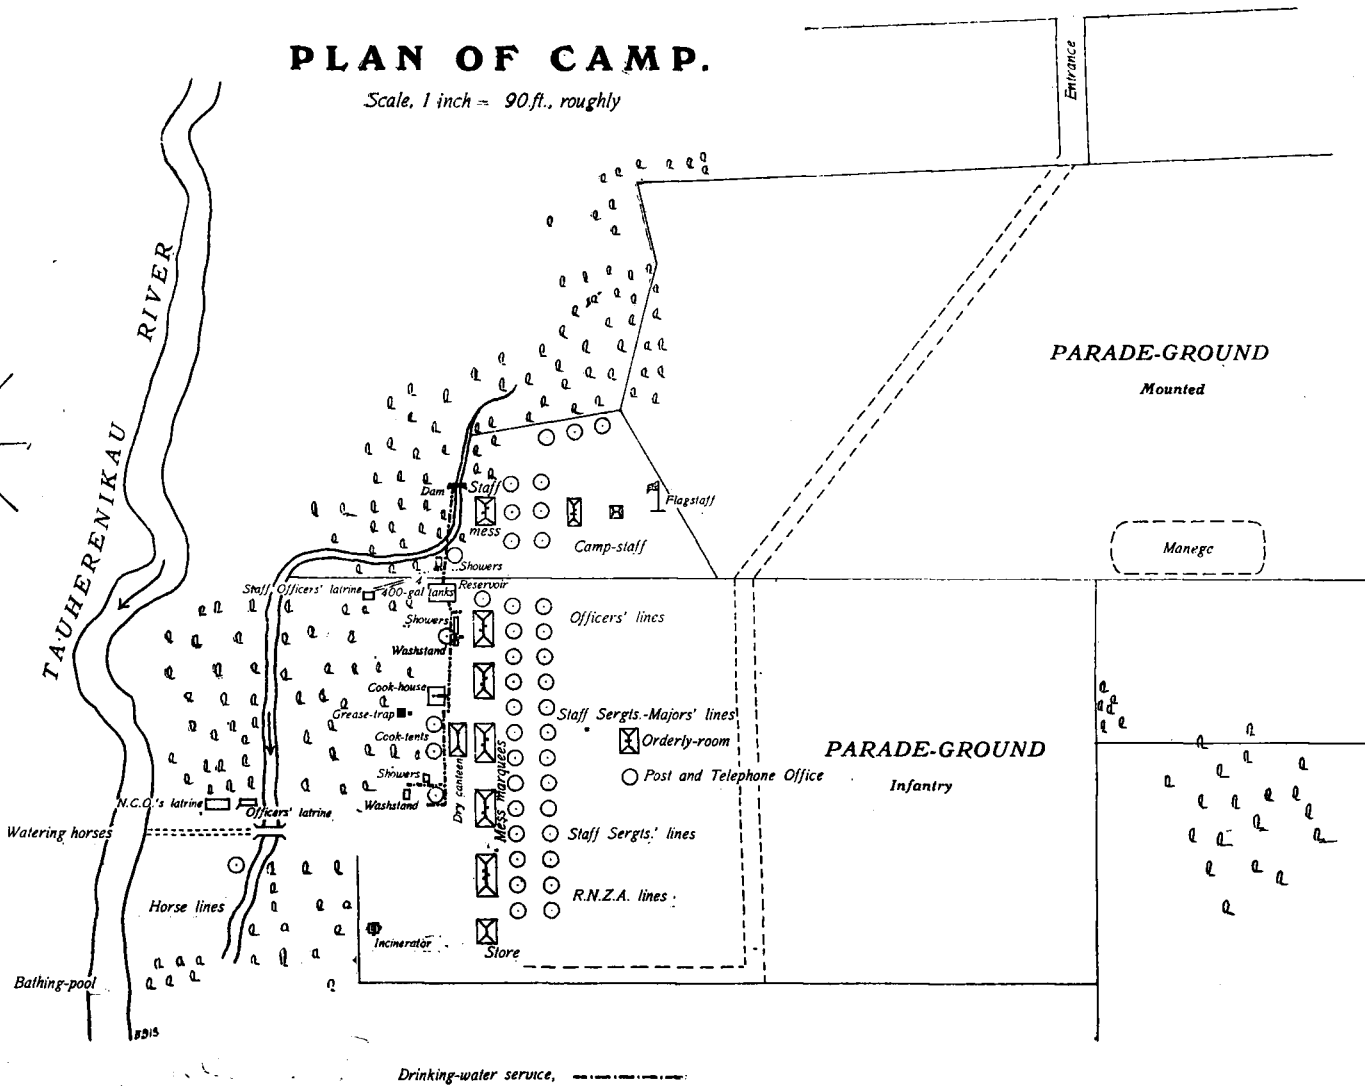 PLAN OF CAMP.
Scale, 1 inch = 90 ft., roughly
Entrance
TAUHERENIKAU RIVER
PARADE-GROUND
Mounted
Manege
Dam
Staff
mess
Flagstaff
Camp-staff
Showers
Staff Officers' latrine
400-gal tanks
Reservoir
Showers
Officers' lines
Washstand
Cook-house
Grease-trap
Staff Sergts.-Majors' lines
Cook-tents
Orderly-room
PARADE-GROUND
Infantry
Showers
Post and Telephone Office
Dry canteen
Mess marquees
N.C.O.'s latrine
Officers' latrine
Washstand
Watering horses
Staff Sergts.' lines
Horse lines
R.N.Z.A. lines
Incinerator
Store
Bathing-pool
Drinking-water service,